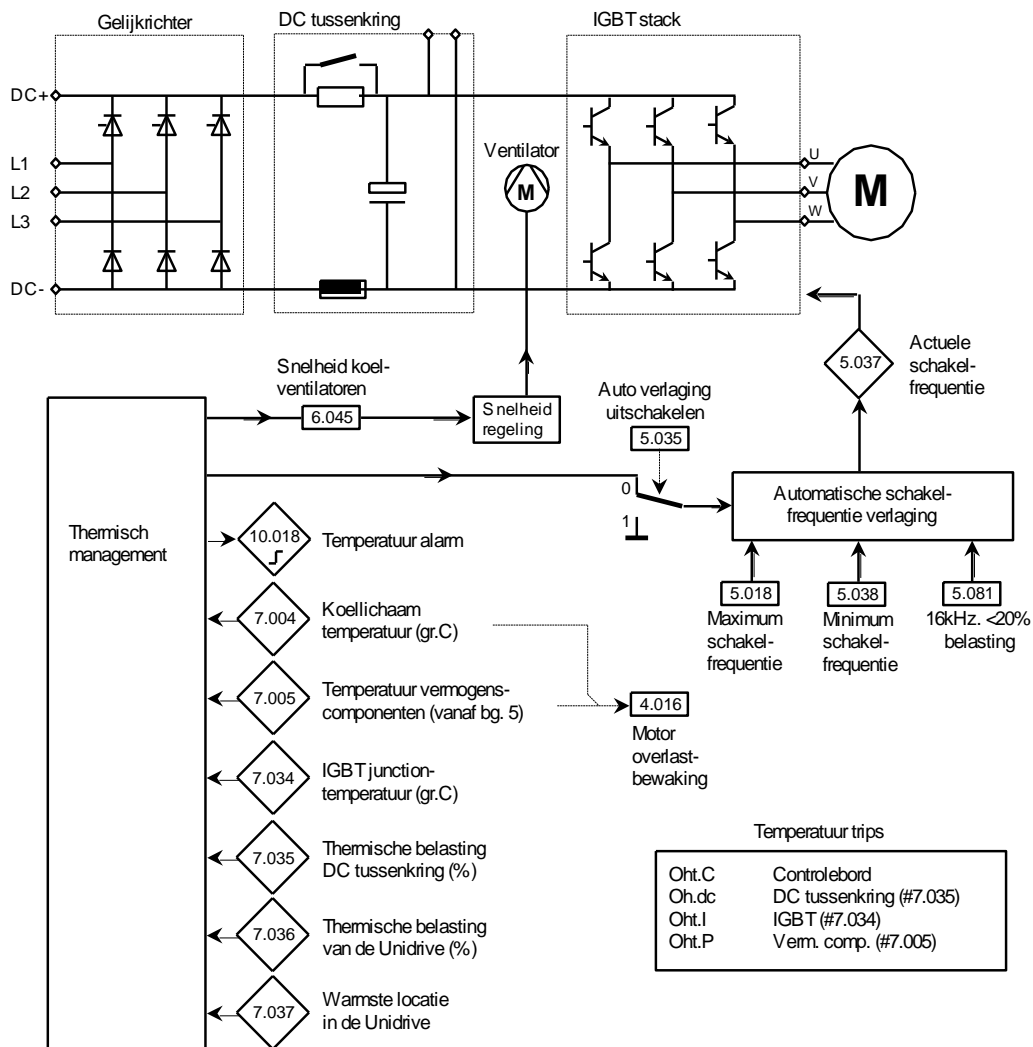 Gelijkrichter
DC tussenkring
IGBT stack
DC+
L1
L2
L3
DC-
Ventilator
M
U
V
W
M
Snelheid koel-
ventilatoren
6.045
Snelheid
regeling
Auto verlaging
uitschakelen
5.035
0
1
5.037
Actuele
schakel-
frequentie
Automatische schakel-
frequentie verlaging
5.018
Maximum
schakel-
frequentie
5.038
Minimum
schakel-
frequentie
5.081
16kHz. <20%
belasting
Thermisch
management
10.018
Temperatuur alarm
7.004
Koellichaam
temperatuur (gr.C)
7.005
Temperatuur vermogens-
componenten (vanaf bg. 5)
4.016
Motor
overlast-
bewaking
7.034
IGBT junction-
temperatuur (gr.C)
7.035
Thermische belasting
DC tussenkring (%)
7.036
Thermische belasting
van de Unidrive (%)
7.037
Warmste locatie
in de Unidrive
Temperatuur trips
Oht.C Controlebord
Oh.dc DC tussenkring (#7.035)
Oht.I IGBT (#7.034)
Oht.P Verm. comp. (#7.005)